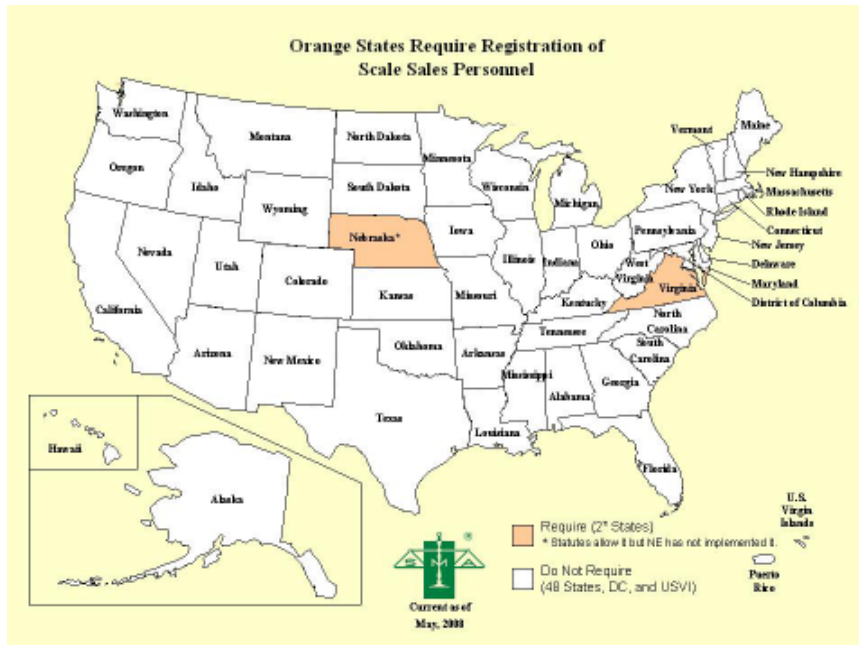 Orange States Require Registration of
Scale Sales Personnel
Washington
Montana
North Dakota
Minnesota
Vermont
Maine
Oregon
Idaho
South Dakota
Wisconsin
Michigan
New York
New Hampshire
Massachusetts
Rhode Island
Connecticut
New Jersey
Delaware
Maryland
District of Columbia
Wyoming
Nebraska*
Iowa
Illinois
Indiana
Ohio
Pennsylvania
Nevada
Utah
Colorado
Kansas
Missouri
Kentucky
West
Virginia
Virginia
California
Arizona
New Mexico
Oklahoma
Arkansas
Tennessee
North
Carolina
South
Carolina
Texas
Louisiana
Mississippi
Alabama
Georgia
Florida
Hawaii
Alaska
S M A
®
Current as of
May, 2008
Require (2* States)
* Statutes allow it but NE has not implemented it.
Do Not Require
(48 States, DC, and USVI)
U.S.
Virgin
Islands
Puerto
Rico